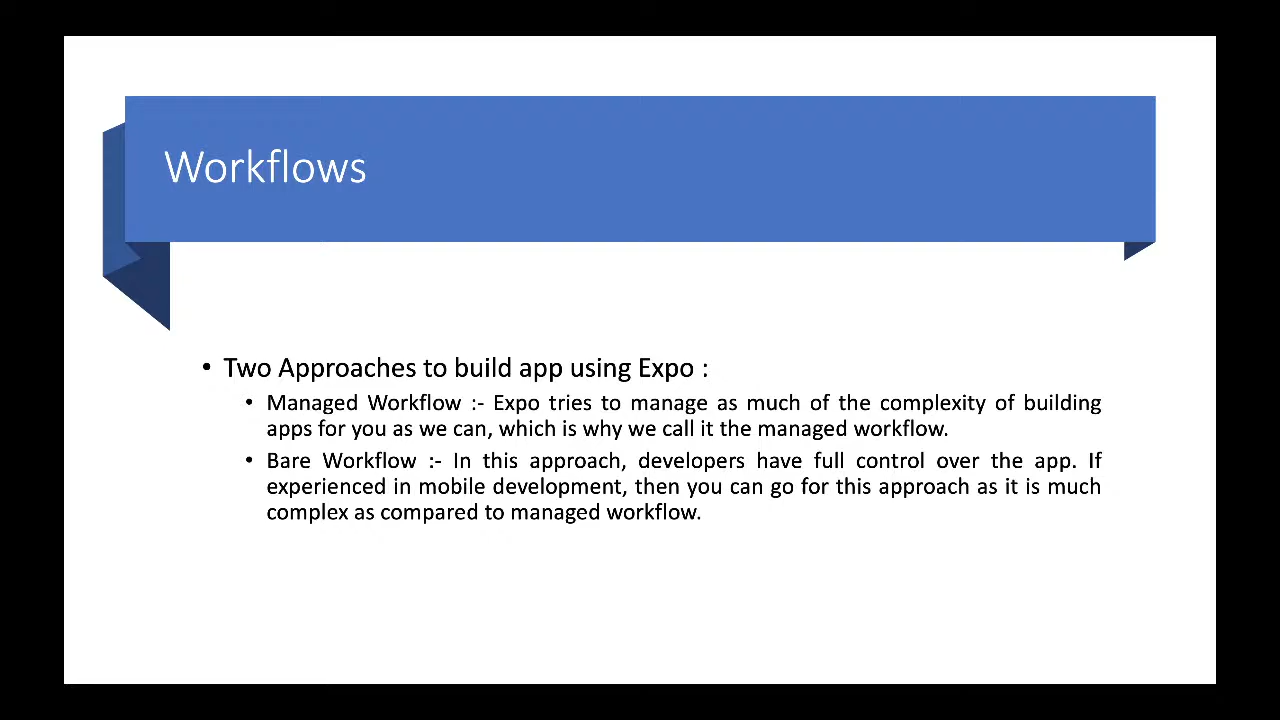 Workflows
• Two Approaches to build app using Expo :
• Managed Workflow :- Expo tries to manage as much of the complexity of building
apps for you as we can, which is why we call it the managed workflow.
• Bare Workflow :- In this approach, developers have full control over the app. If
experienced in mobile development, then you can go for this approach as it is much
complex as compared to managed workflow.